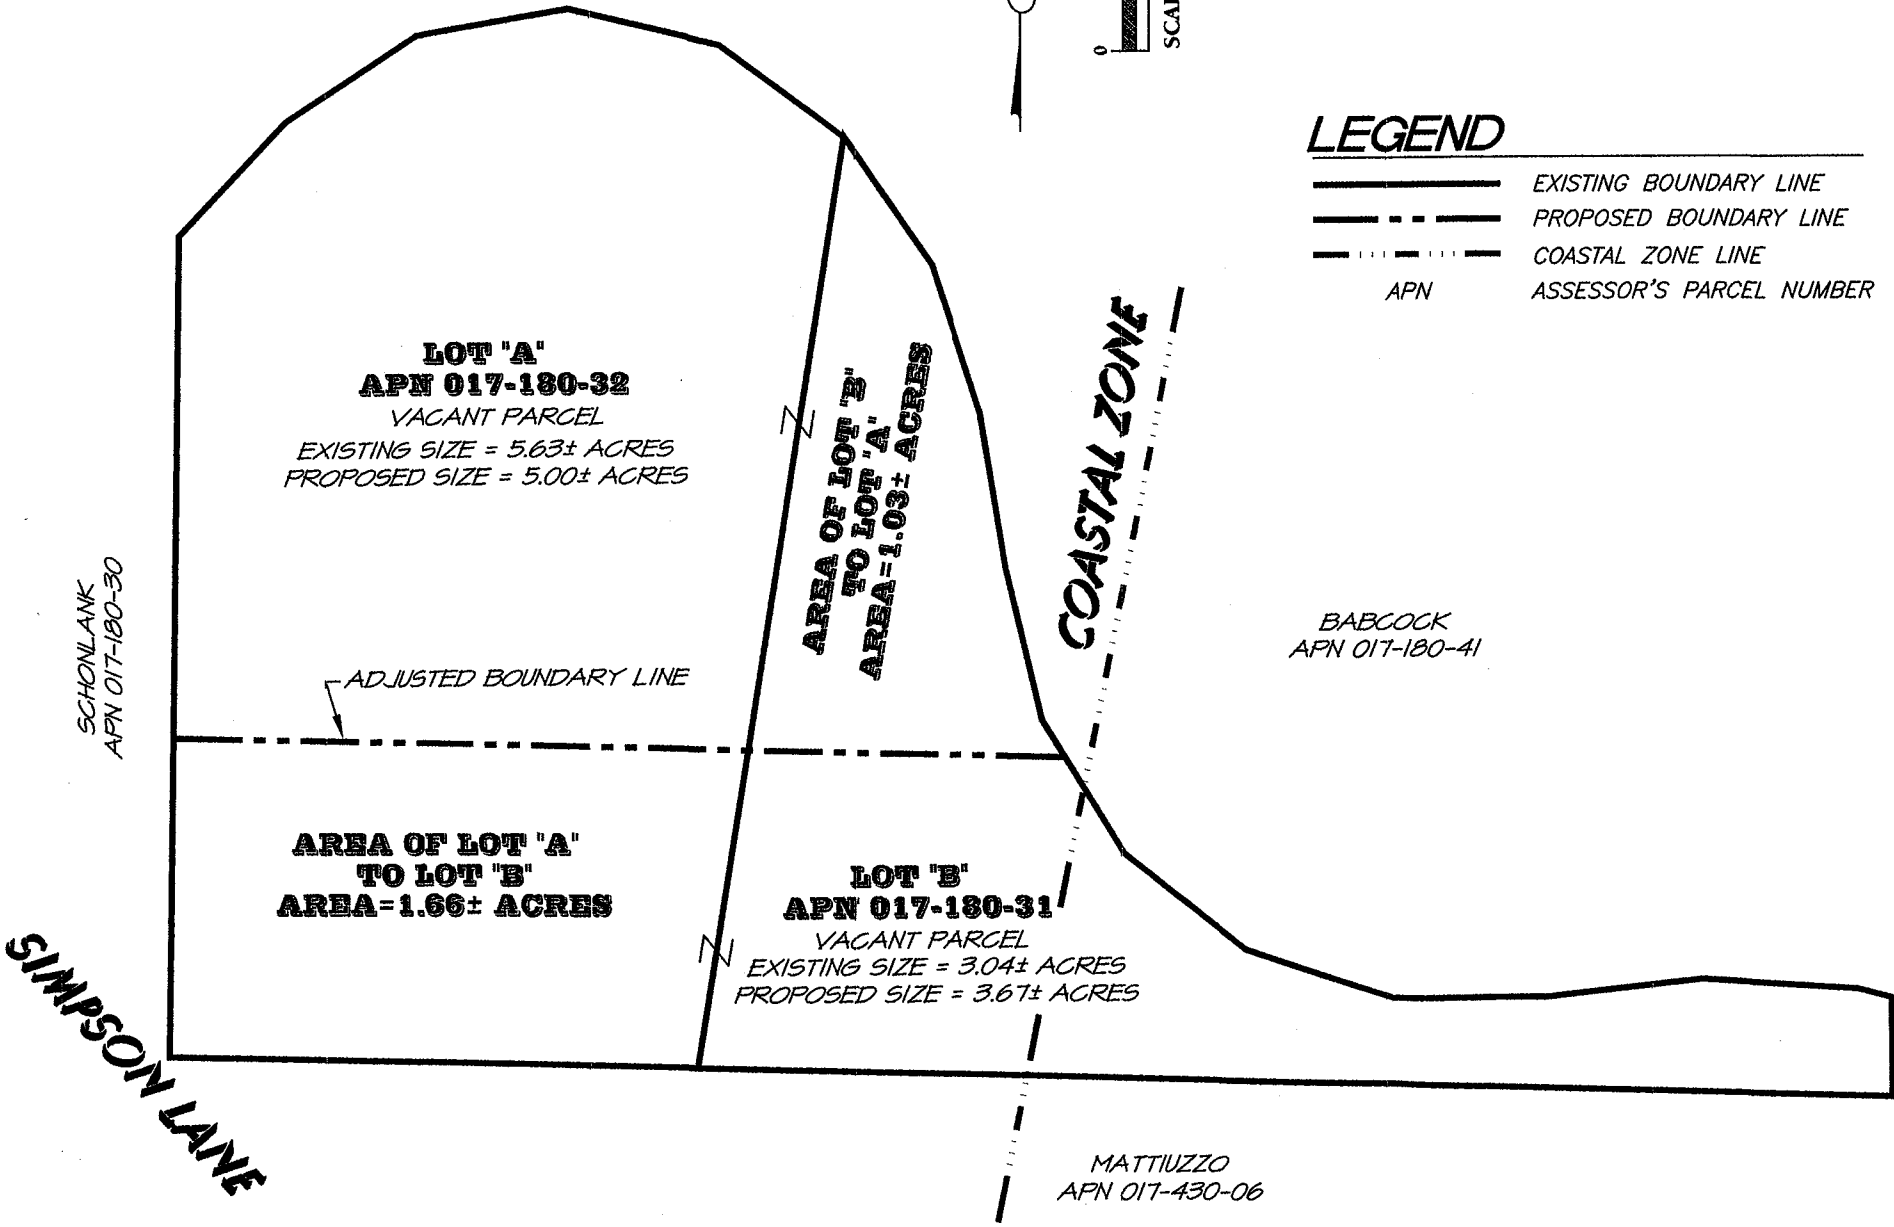 0
SCAL
LEGEND
EXISTING BOUNDARY LINE
PROPOSED BOUNDARY LINE
COASTAL ZONE LINE
APN ASSESSOR'S PARCEL NUMBER
LOT "A"
APN 017-180-32
VACANT PARCEL
EXISTING SIZE = 5.63± ACRES
PROPOSED SIZE = 5.00± ACRES
AREA OF LOT "B"
TO LOT "A"
AREA=1.03± ACRES
COASTAL ZONE
SCHONLANK
APN 017-180-30
BABCOCK
APN 017-180-41
ADJUSTED BOUNDARY LINE
AREA OF LOT "A"
TO LOT "B"
AREA=1.66± ACRES
LOT "B"
APN 017-180-31
VACANT PARCEL
EXISTING SIZE = 3.04± ACRES
PROPOSED SIZE = 3.67± ACRES
SIMPSON LANE
MATTIUZZO
APN 017-430-06